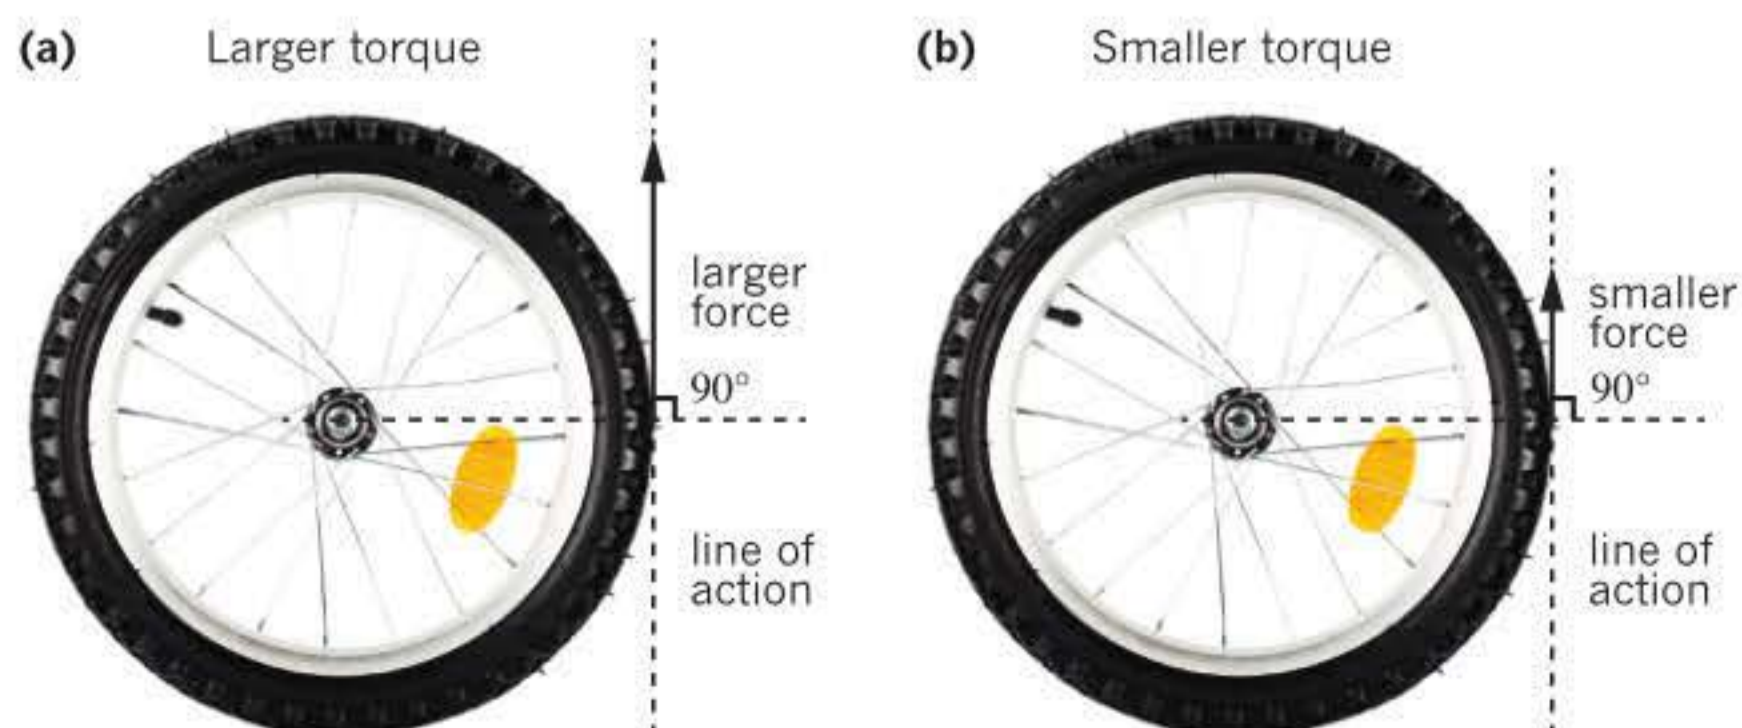 (a) Larger torque
larger
force
90°
line of
action
(b) Smaller torque
smaller
force
90°
line of
action